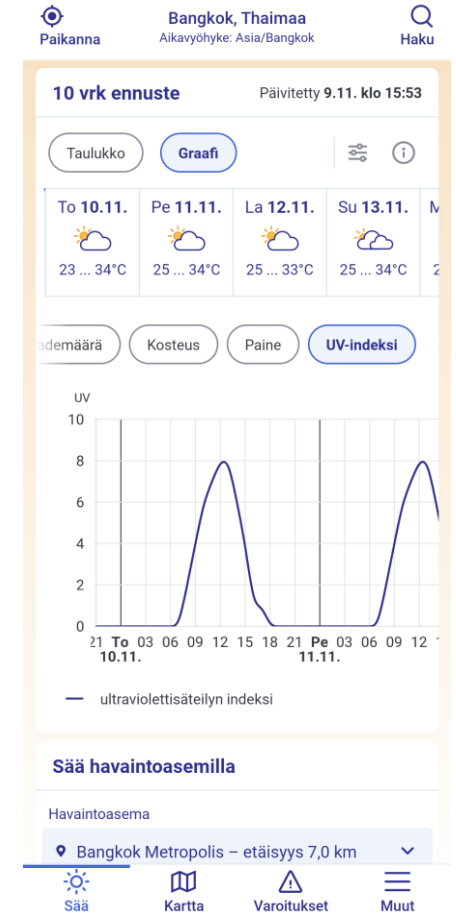 Bangkok, Thaimaa
Paikanna
Aikavyöhyke: Asia/Bangkok
Haku
10 vrk ennuste
Päivitetty 9.11. klo 15:53
Taulukko
Graafi
To 10.11.
Pe 11.11.
La 12.11.
Su 13.11.
M
23 ... 34°C
25 ... 34°C
25 ... 33°C
25 ... 34°C
2
demäärä
Kosteus
Paine
UV-indeksi
UV
10
8
6
4
2
0
21 To 03 06 09 12 15 18 21 Pe 03 06 09 12
10.11. 11.11.
ultraviolettisäteilyn indeksi
Sää havaintoasemilla
Havaintoasema
Bangkok Metropolis – etäisyys 7,0 km
Sää
Kartta
Varoitukset
Muut